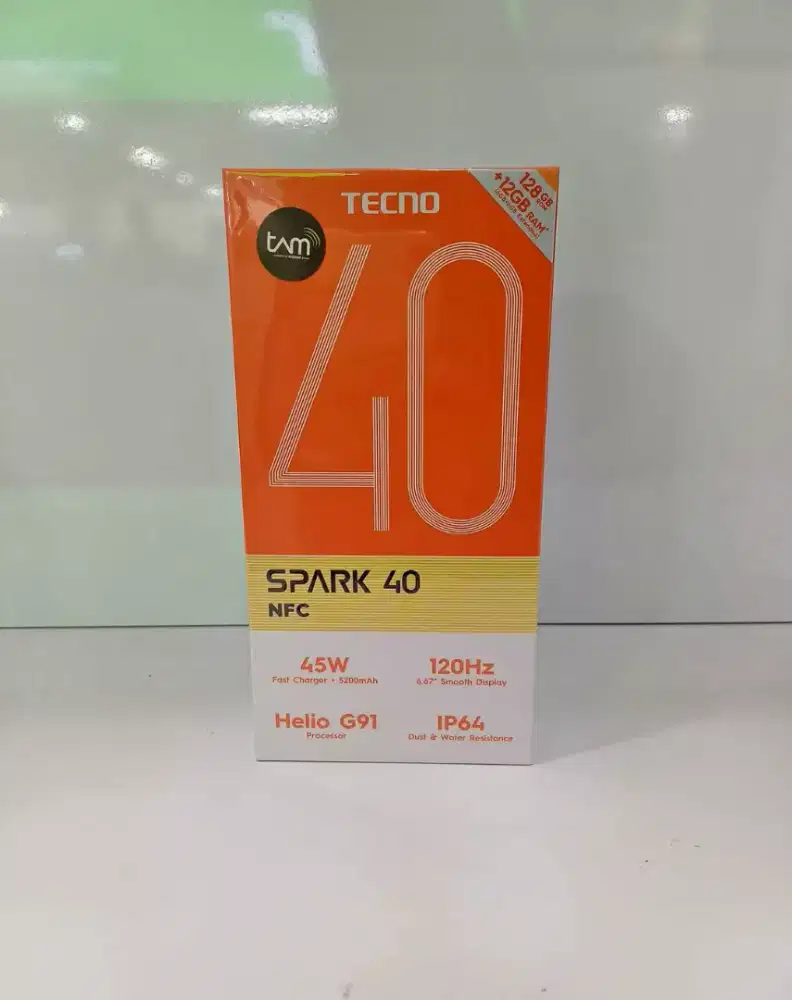 TECNO
128GB
ROM
+12GB RAM*
tam
40
SPARK 40
NFC
45W
Fast Charger • 5200mAh
120Hz
6.67" Smooth Display
Helio G91
Processor
IP64
Dust & Water Resistance